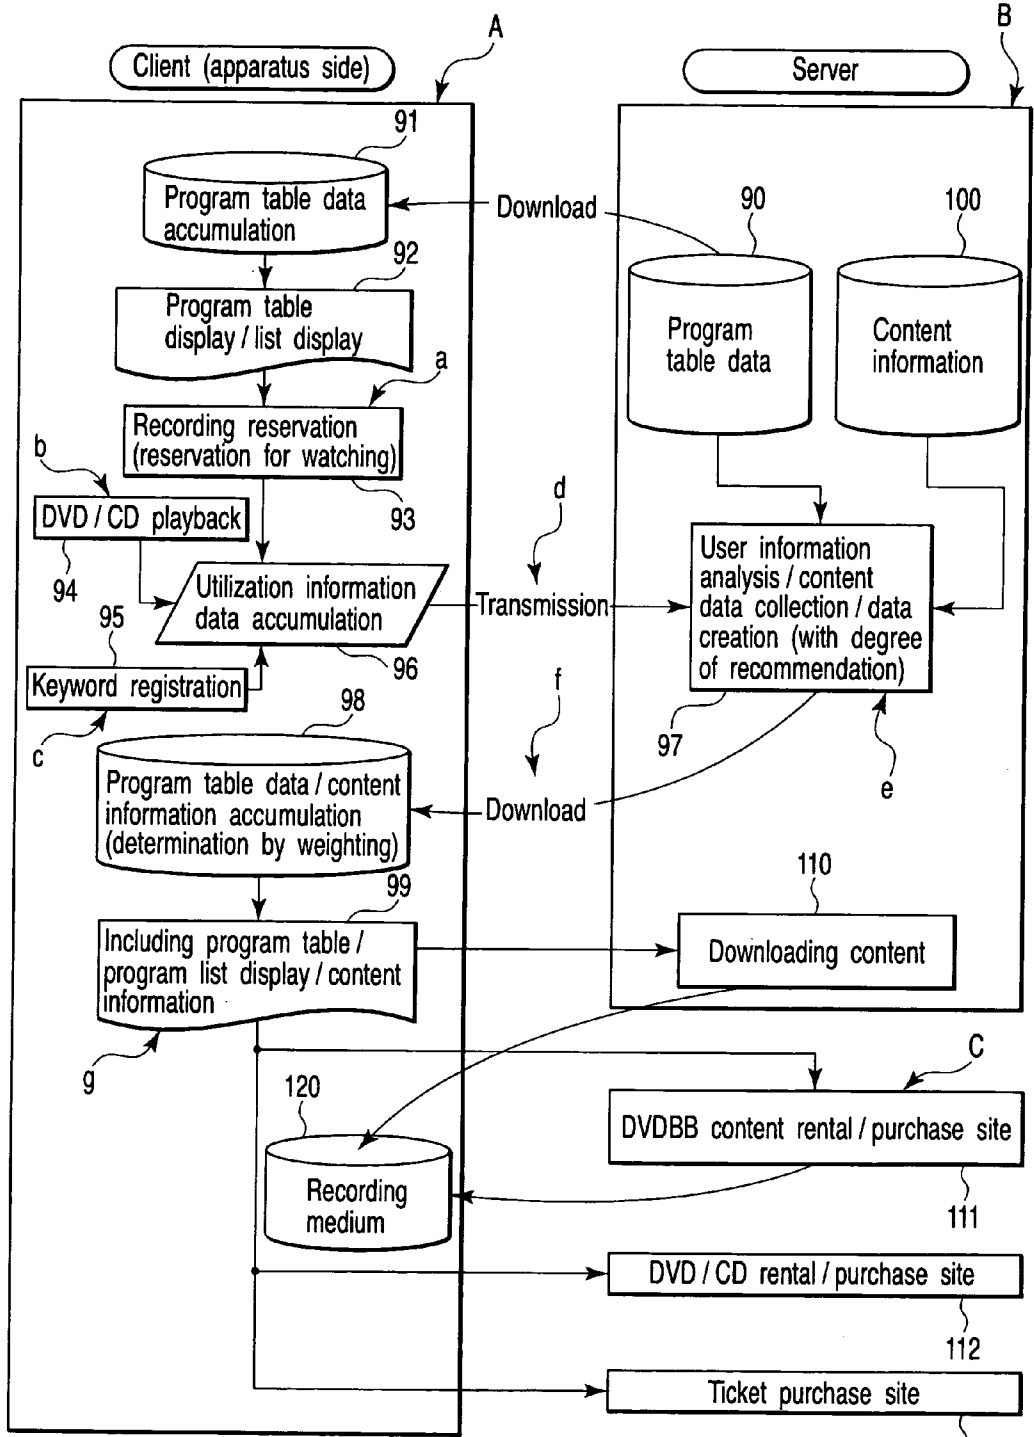 A
B
Client (apparatus side)
Server
91
Program table data
accumulation
Download
90
100
92
Program table
display / list display
Program
table data
Content
information
a
Recording reservation
(reservation for watching)
b
93
d
DVD / CD playback
94
Utilization information
data accumulation
Transmission
User information
analysis / content
data collection / data
creation (with degree
of recommendation)
95
96
Keyword registration
f
c
98
97
e
Program table data / content
information accumulation
(determination by weighting)
Download
99
110
Including program table /
program list display / content
information
Downloading content
g
C
120
DVDBB content rental / purchase site
Recording
medium
111
DVD / CD rental / purchase site
112
Ticket purchase site